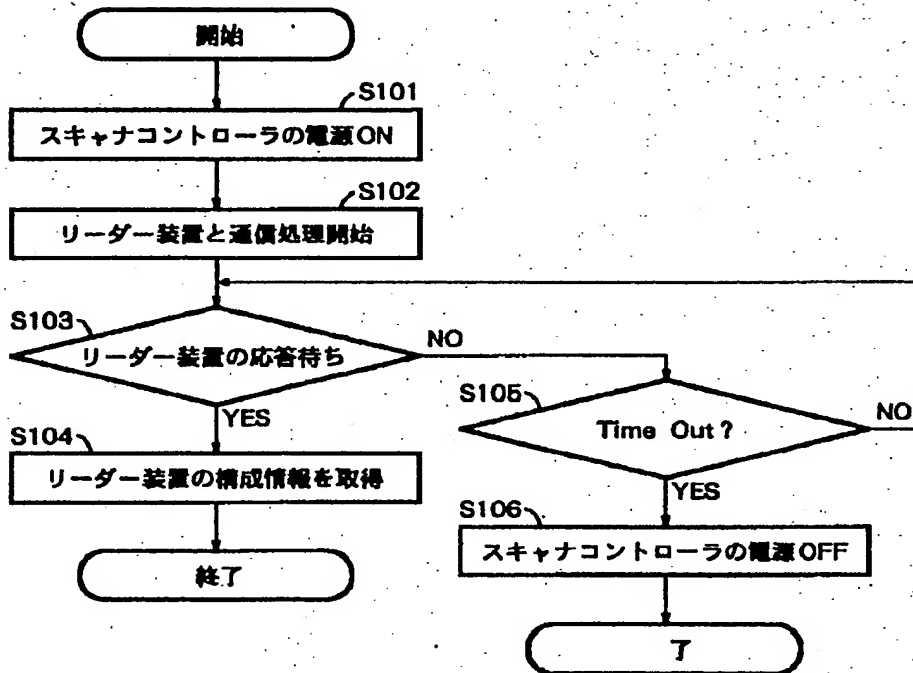 開始
S101
スキャナコントローラの電源ON
S102
リーダー装置と通信処理開始
S103
リーダー装置の応答待ち
NO
YES
S104
リーダー装置の構成情報を取得
終了
S105
Time Out?
NO
YES
S106
スキャナコントローラの電源OFF
了